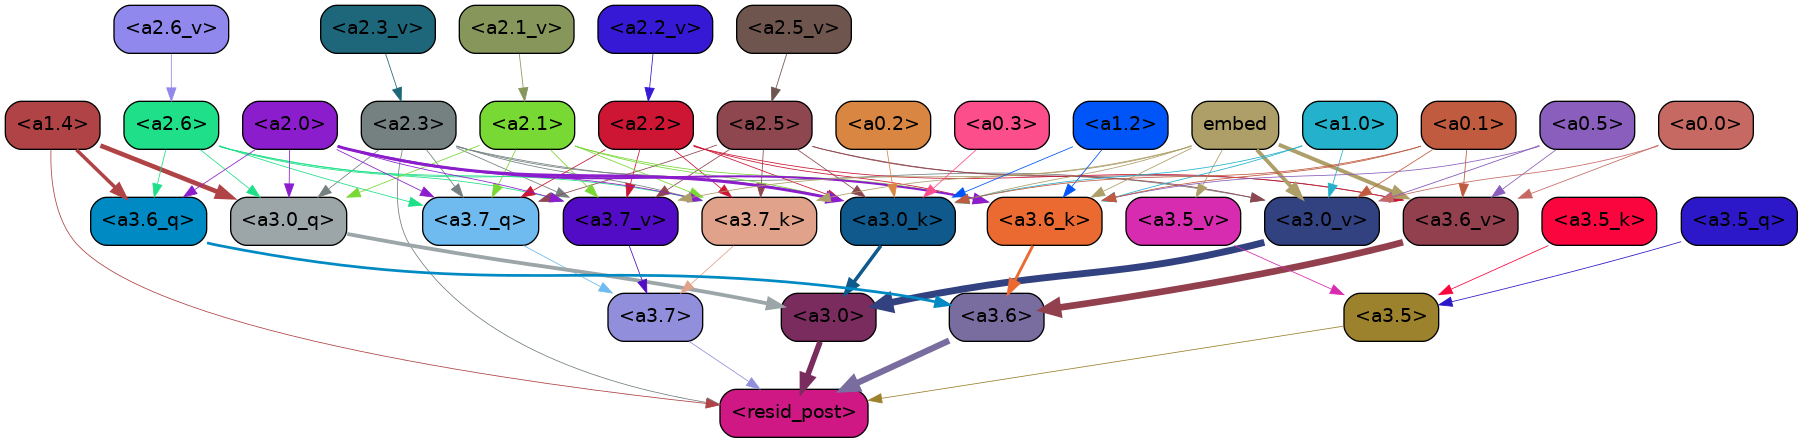 <a2.6_v> <a2.3_v> <a2.1_v> <a2.2_v> <a2.5_v>
<a1.4> <a2.6> <a2.0> <a2.3> <a2.1> <a2.2> <a2.5> <a0.2> <a0.3> <a1.2> embed <a1.0> <a0.1> <a0.5> <a0.0>
<a3.6_q> <a3.0_q> <a3.7_q> <a3.7_v> <a3.7_k> <a3.0_k> <a3.6_k> <a3.5_v> <a3.0_v> <a3.6_v> <a3.5_k> <a3.5_q>
<a3.7> <a3.0> <a3.6> <a3.5>
<resid_post>